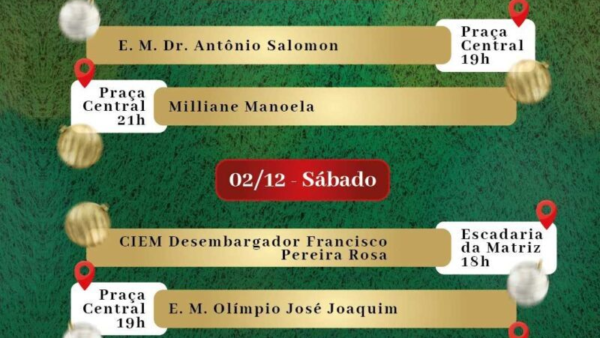 E. M. Dr. Antônio Salomon
Praça
Central
19h
Praça
Central
21h
Milliane Manoela
02/12 - Sábado
CIEM Desembargador Francisco
Pereira Rosa
Escadaria
da Matriz
18h
Praça
Central
19h
E. M. Olímpio José Joaquim